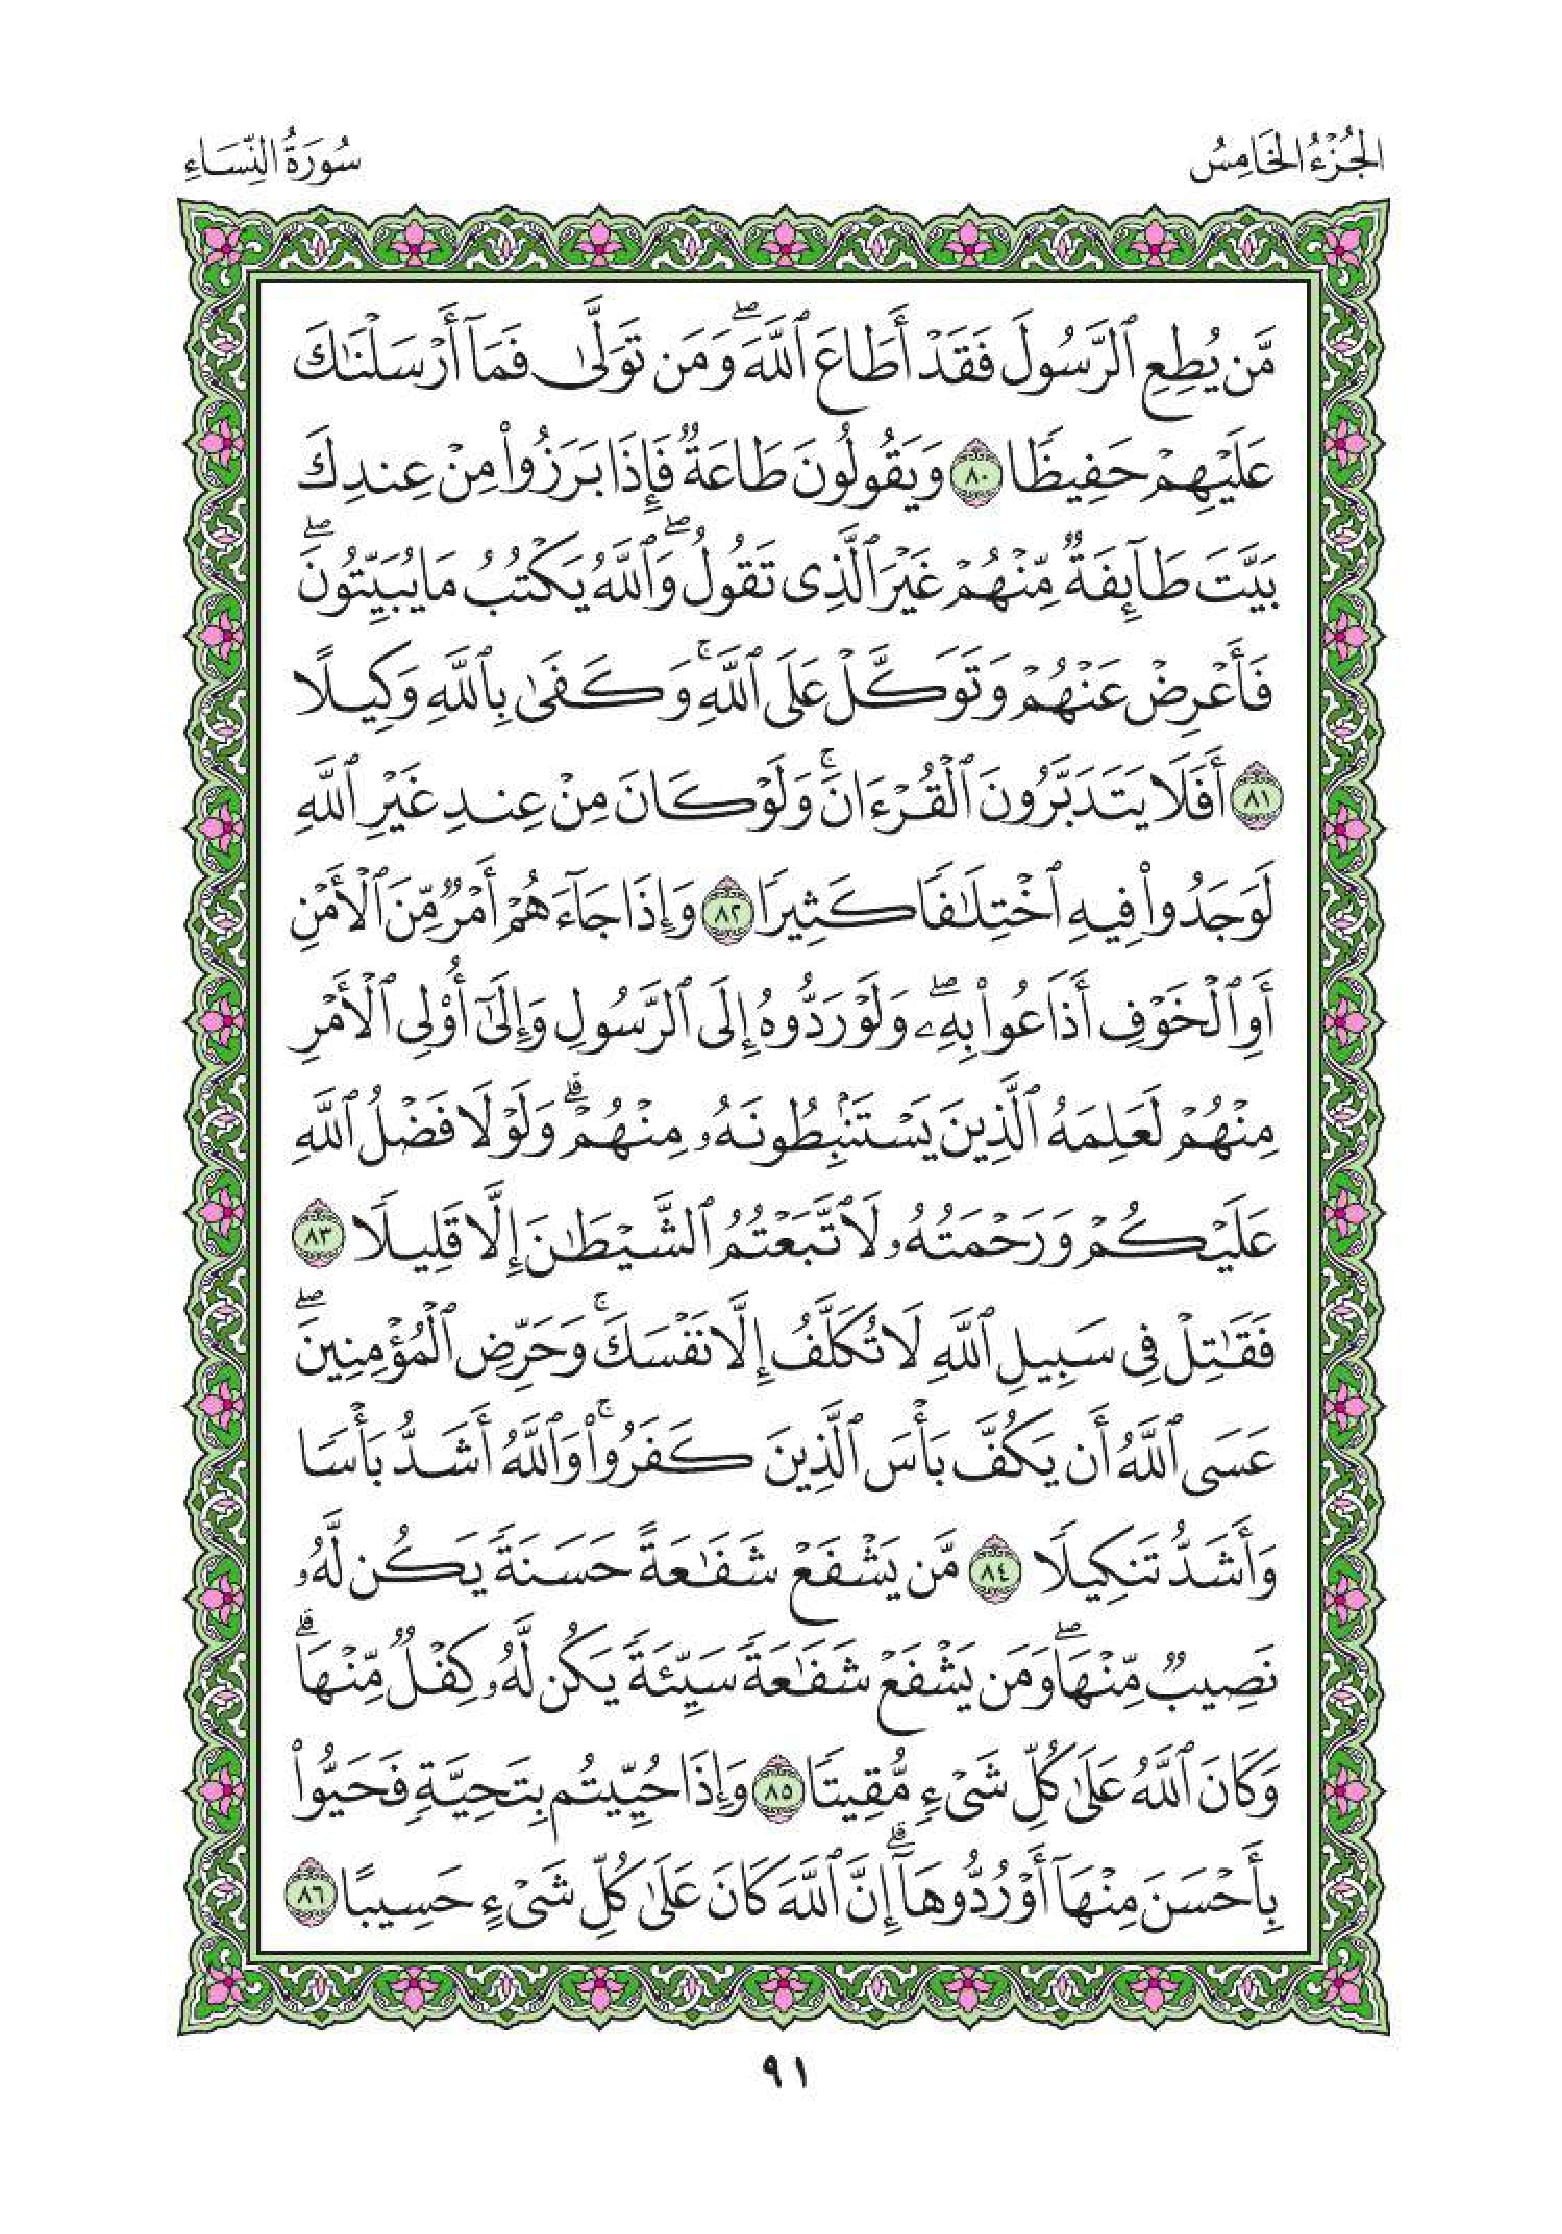 الجُزْءُ الخَامِسُ
سُورَةُ النِّسَاءِ
مَّن يُطِعِ ٱلرَّسُولَ فَقَدْ أَطَاعَ ٱللَّهَۖ وَمَن تَوَلَّىٰ فَمَآ أَرْسَلْنَٰكَ
عَلَيْهِمْ حَفِيظًا ٨٠ وَيَقُولُونَ طَاعَةٌ فَإِذَا بَرَزُوا۟ مِنْ عِندِكَ
بَيَّتَ طَآئِفَةٌ مِّنْهُمْ غَيْرَ ٱلَّذِى تَقُولُۖ وَٱللَّهُ يَكْتُبُ مَا يُبَيِّتُونَۖ
فَأَعْرِضْ عَنْهُمْ وَتَوَكَّلْ عَلَى ٱللَّهِۚ وَكَفَىٰ بِٱللَّهِ وَكِيلًا
٨١ أَفَلَا يَتَدَبَّرُونَ ٱلْقُرْءَانَۚ وَلَوْ كَانَ مِنْ عِندِ غَيْرِ ٱللَّهِ
لَوَجَدُوا۟ فِيهِ ٱخْتِلَٰفًا كَثِيرًا ٨٢ وَإِذَا جَآءَهُمْ أَمْرٌ مِّنَ ٱلْأَمْنِ
أَوِ ٱلْخَوْفِ أَذَاعُوا۟ بِهِۦۖ وَلَوْ رَدُّوهُ إِلَى ٱلرَّسُولِ وَإِلَىٰٓ أُو۟لِى ٱلْأَمْرِ
مِنْهُمْ لَعَلِمَهُ ٱلَّذِينَ يَسْتَنۢبِطُونَهُۥ مِنْهُمْۗ وَلَوْلَا فَضْلُ ٱللَّهِ
عَلَيْكُمْ وَرَحْمَتُهُۥ لَٱتَّبَعْتُمُ ٱلشَّيْطَٰنَ إِلَّا قَلِيلًا ٨٣
فَقَٰتِلْ فِى سَبِيلِ ٱللَّهِ لَا تُكَلَّفُ إِلَّا نَفْسَكَۚ وَحَرِّضِ ٱلْمُؤْمِنِينَۖ
عَسَى ٱللَّهُ أَن يَكُفَّ بَأْسَ ٱلَّذِينَ كَفَرُوا۟ۚ وَٱللَّهُ أَشَدُّ بَأْسًا
وَأَشَدُّ تَنكِيلًا ٨٤ مَّن يَشْفَعْ شَفَٰعَةً حَسَنَةً يَكُن لَّهُۥ
نَصِيبٌ مِّنْهَاۖ وَمَن يَشْفَعْ شَفَٰعَةً سَيِّئَةً يَكُن لَّهُۥ كِفْلٌ مِّنْهَاۗ
وَكَانَ ٱللَّهُ عَلَىٰ كُلِّ شَىْءٍ مُّقِيتًا ٨٥ وَإِذَا حُيِّيتُم بِتَحِيَّةٍ فَحَيُّوا۟
بِأَحْسَنَ مِنْهَآ أَوْ رُدُّوهَآۗ إِنَّ ٱللَّهَ كَانَ عَلَىٰ كُلِّ شَىْءٍ حَسِيبًا ٨٦
٩١